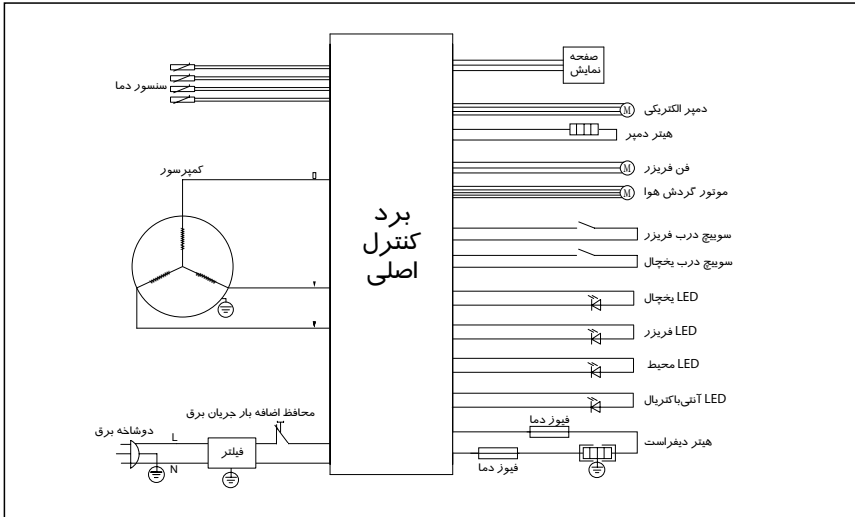 صفحه
نمایش
سنسور دما
دمپر الکتریکی
M
هیتر دمپر
کمپرسور
فن فریزر
M
موتور گردش هوا
M
برد
کنترل
اصلی
سوییچ درب فریزر
سوییچ درب یخچال
LED یخچال
LED فریزر
LED محیط
LED آنتی‌باکتریال
محافظ اضافه بار جریان برق
فیوز دما
دوشاخه برق
L
فیلتر
N
هیتر دیفراست
فیوز دما